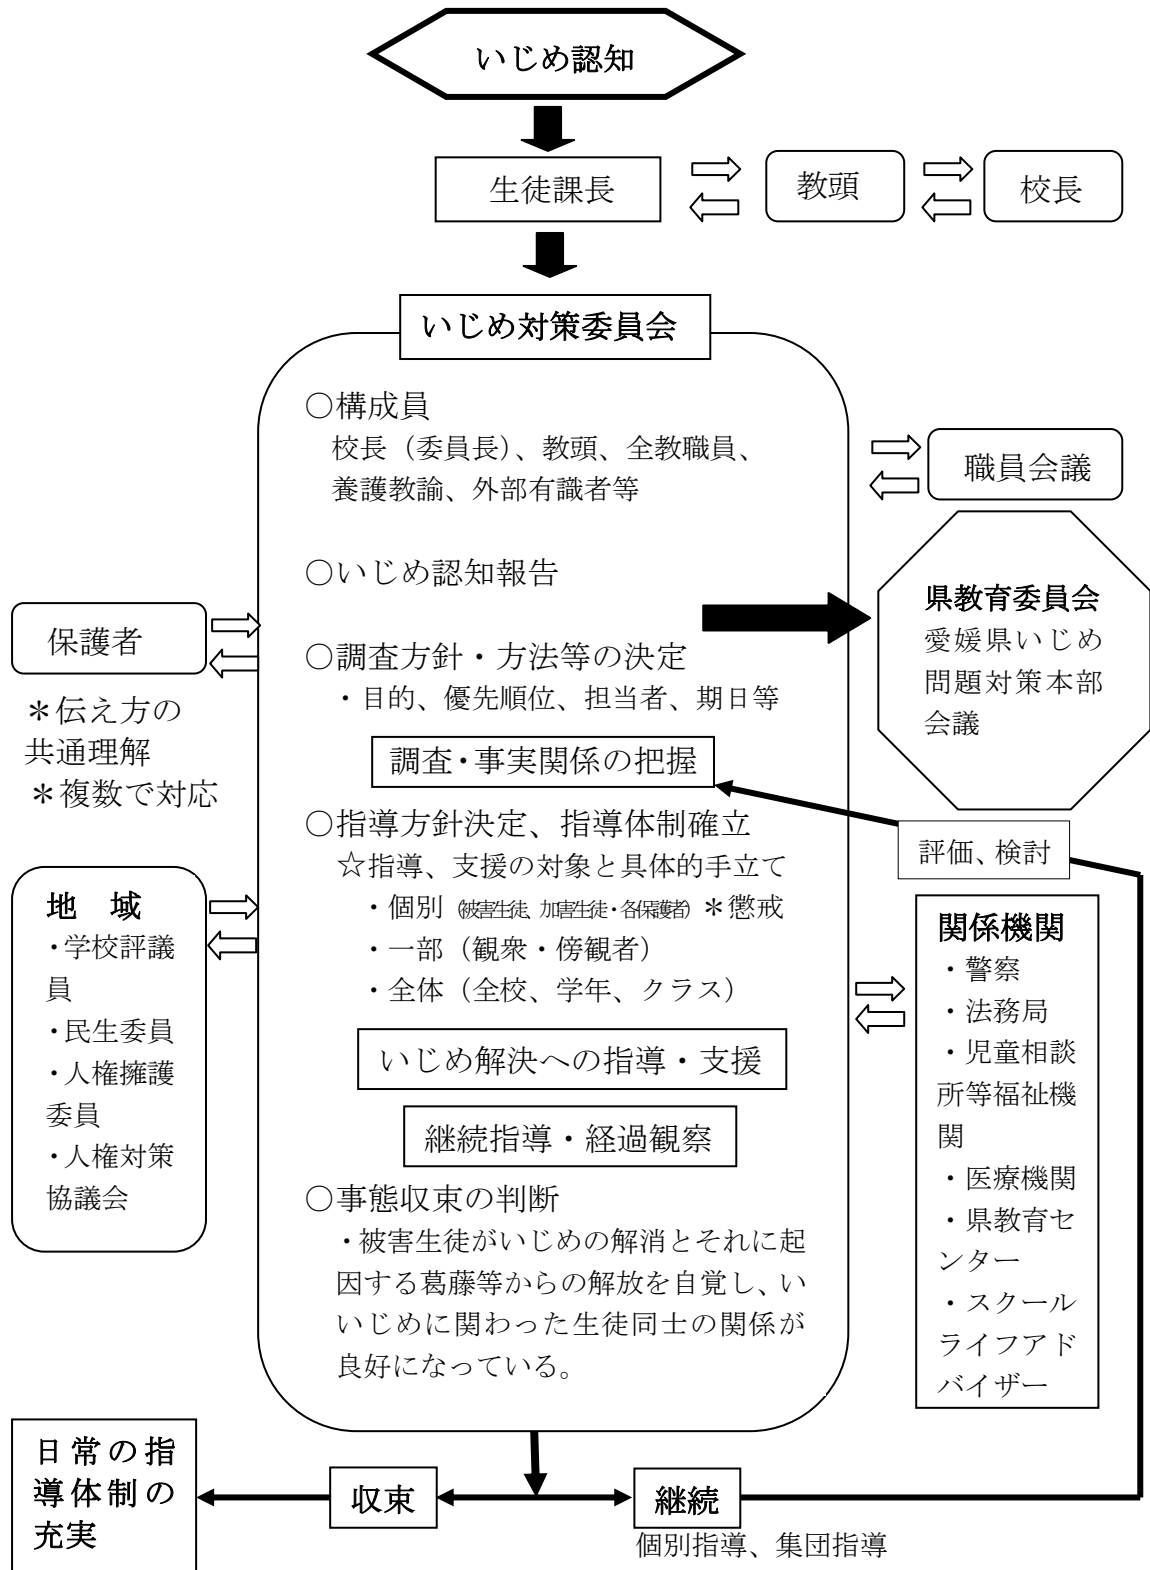 いじめ認知
生徒課長
教頭
校長
いじめ対策委員会
○構成員
校長（委員長）、教頭、全教職員、
養護教諭、外部有識者等
○いじめ認知報告
○調査方針・方法等の決定
・目的、優先順位、担当者、期日等
調査・事実関係の把握
○指導方針決定、指導体制確立
☆指導、支援の対象と具体的手立て
・個別（被害生徒、加害生徒・各保護者）＊懲戒
・一部（観衆・傍観者）
・全体（全校、学年、クラス）
いじめ解決への指導・支援
継続指導・経過観察
○事態収束の判断
・被害生徒がいじめの解消とそれに起
因する葛藤等からの解放を自覚し、い
いじめに関わった生徒同士の関係が
良好になっている。
職員会議
県教育委員会
愛媛県いじめ
問題対策本部
会議
保護者
＊伝え方の
共通理解
＊複数で対応
評価、検討
地　域
・学校評議
員
・民生委員
・人権擁護
委員
・人権対策
協議会
関係機関
・警察
・法務局
・児童相談
所等福祉機
関
・医療機関
・県教育セ
ンター
・スクール
ライフアド
バイザー
日常の指
導体制の
充実
収束
継続
個別指導、集団指導